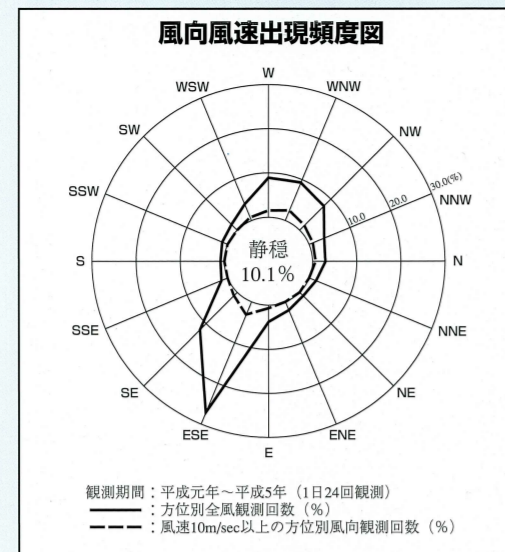 風向風速出現頻度図
W
WSW
WNW
SW
NW
SSW
NNW
30.0(%)
20.0
10.0
静穏
10.1%
S
N
SSE
NNE
SE
NE
ESE
ENE
E
観測期間：平成元年～平成5年（1日24回観測）
：方位別全風観測回数（%）
：風速10m/sec以上の方位別風向観測回数（%）